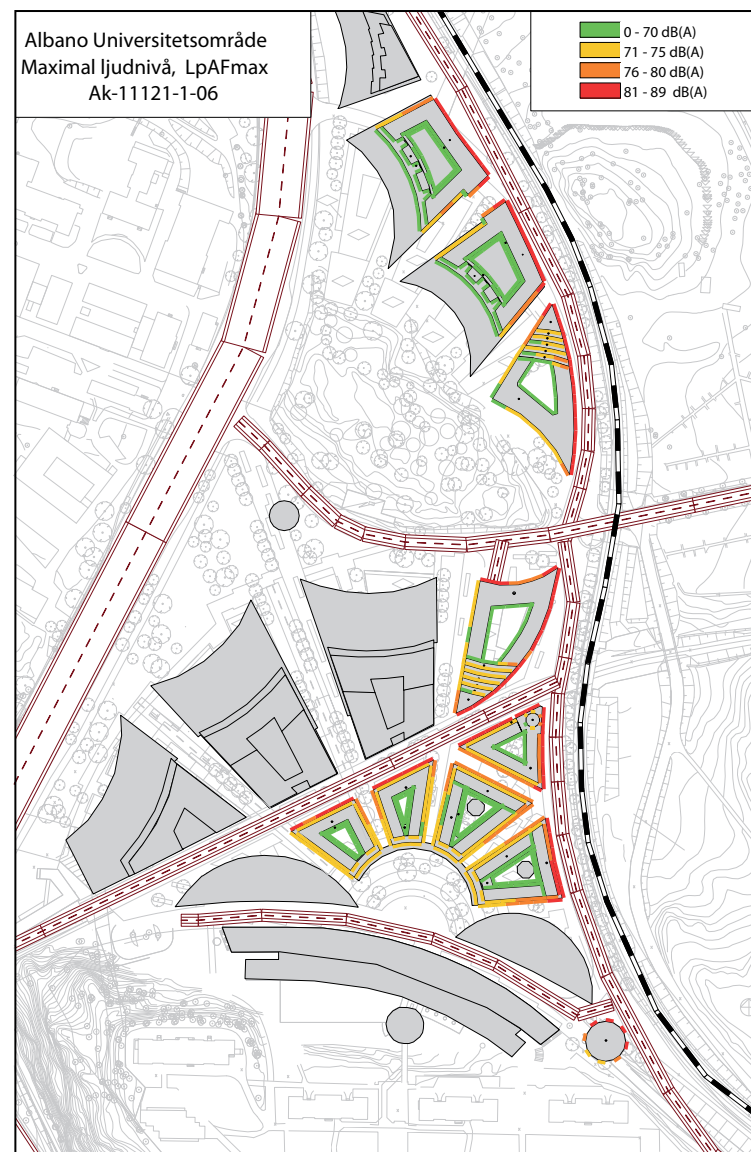 Albano Universitetsområde
Maximal ljudnivå, LpAFmax
Ak-11121-1-06
0 - 70 dB(A)
71 - 75 dB(A)
76 - 80 dB(A)
81 - 89 dB(A)